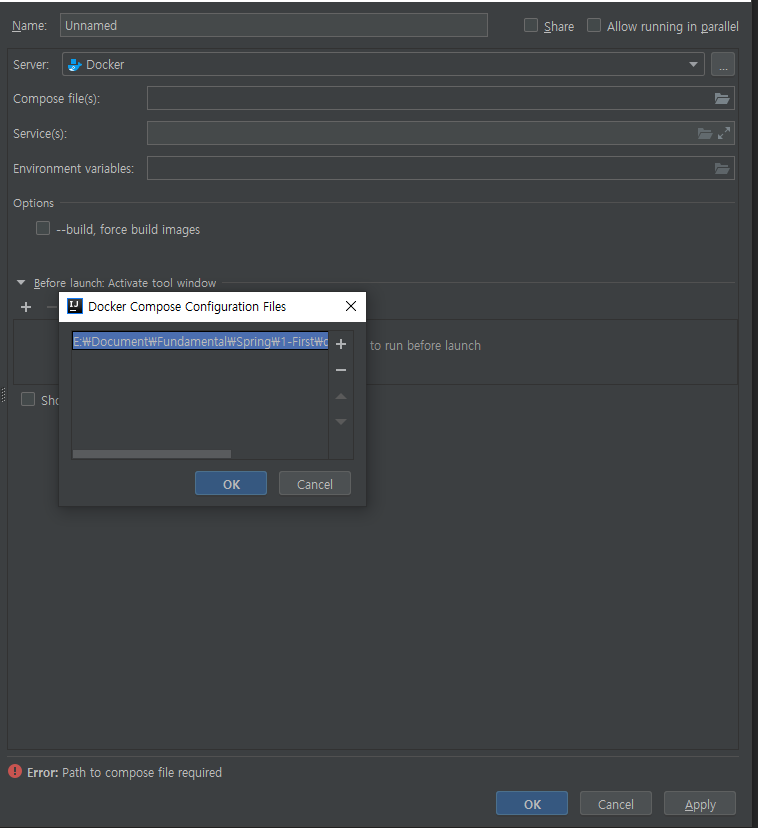 Name: Unnamed Share Allow running in parallel
Server: Docker ...
Compose file(s):
Service(s):
Environment variables:
Options
--build, force build images
Before launch: Activate tool window
Docker Compose Configuration Files
E:₩Document₩Fundamental₩Spring₩1-First₩
to run before launch
OK Cancel
Error: Path to compose file required
OK Cancel Apply